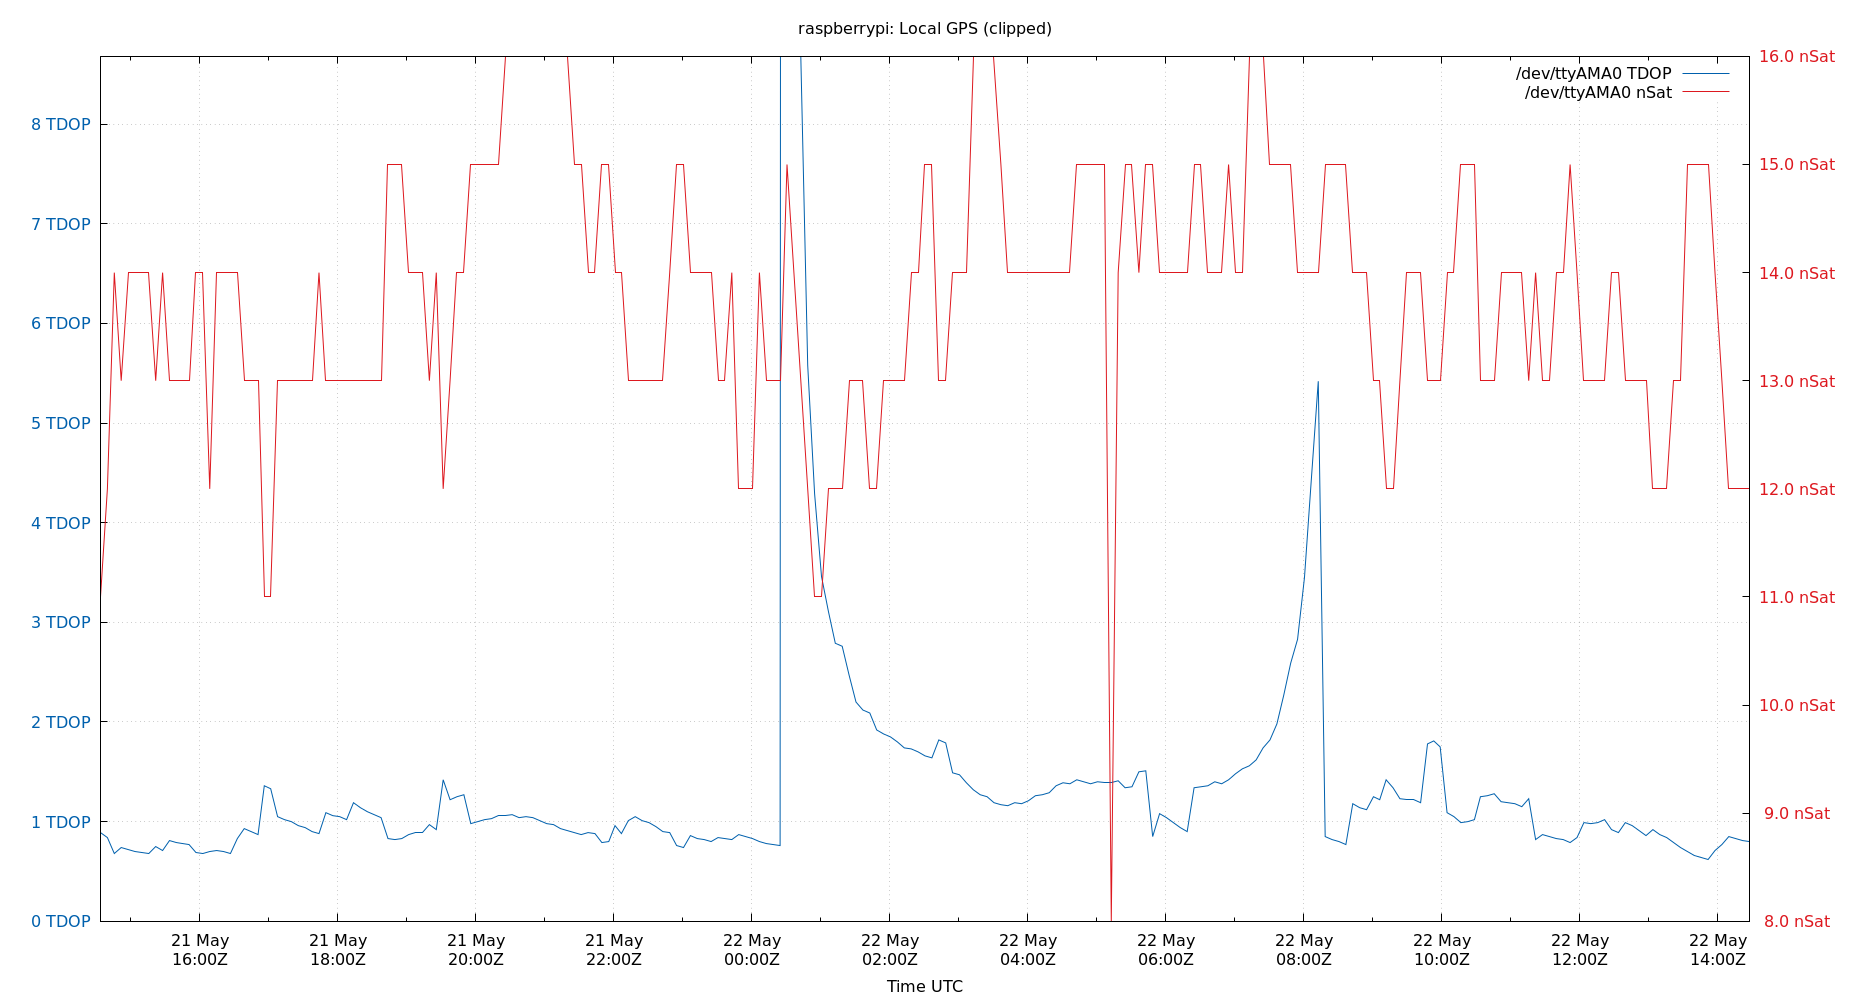 raspberrypi: Local GPS (clipped)
/dev/ttyAMA0 TDOP
/dev/ttyAMA0 nSat
8 TDOP
7 TDOP
6 TDOP
5 TDOP
4 TDOP
3 TDOP
2 TDOP
1 TDOP
0 TDOP
16.0 nSat
15.0 nSat
14.0 nSat
13.0 nSat
12.0 nSat
11.0 nSat
10.0 nSat
9.0 nSat
8.0 nSat
21 May
16:00Z
21 May
18:00Z
21 May
20:00Z
21 May
22:00Z
22 May
00:00Z
22 May
02:00Z
22 May
04:00Z
22 May
06:00Z
22 May
08:00Z
22 May
10:00Z
22 May
12:00Z
22 May
14:00Z
Time UTC